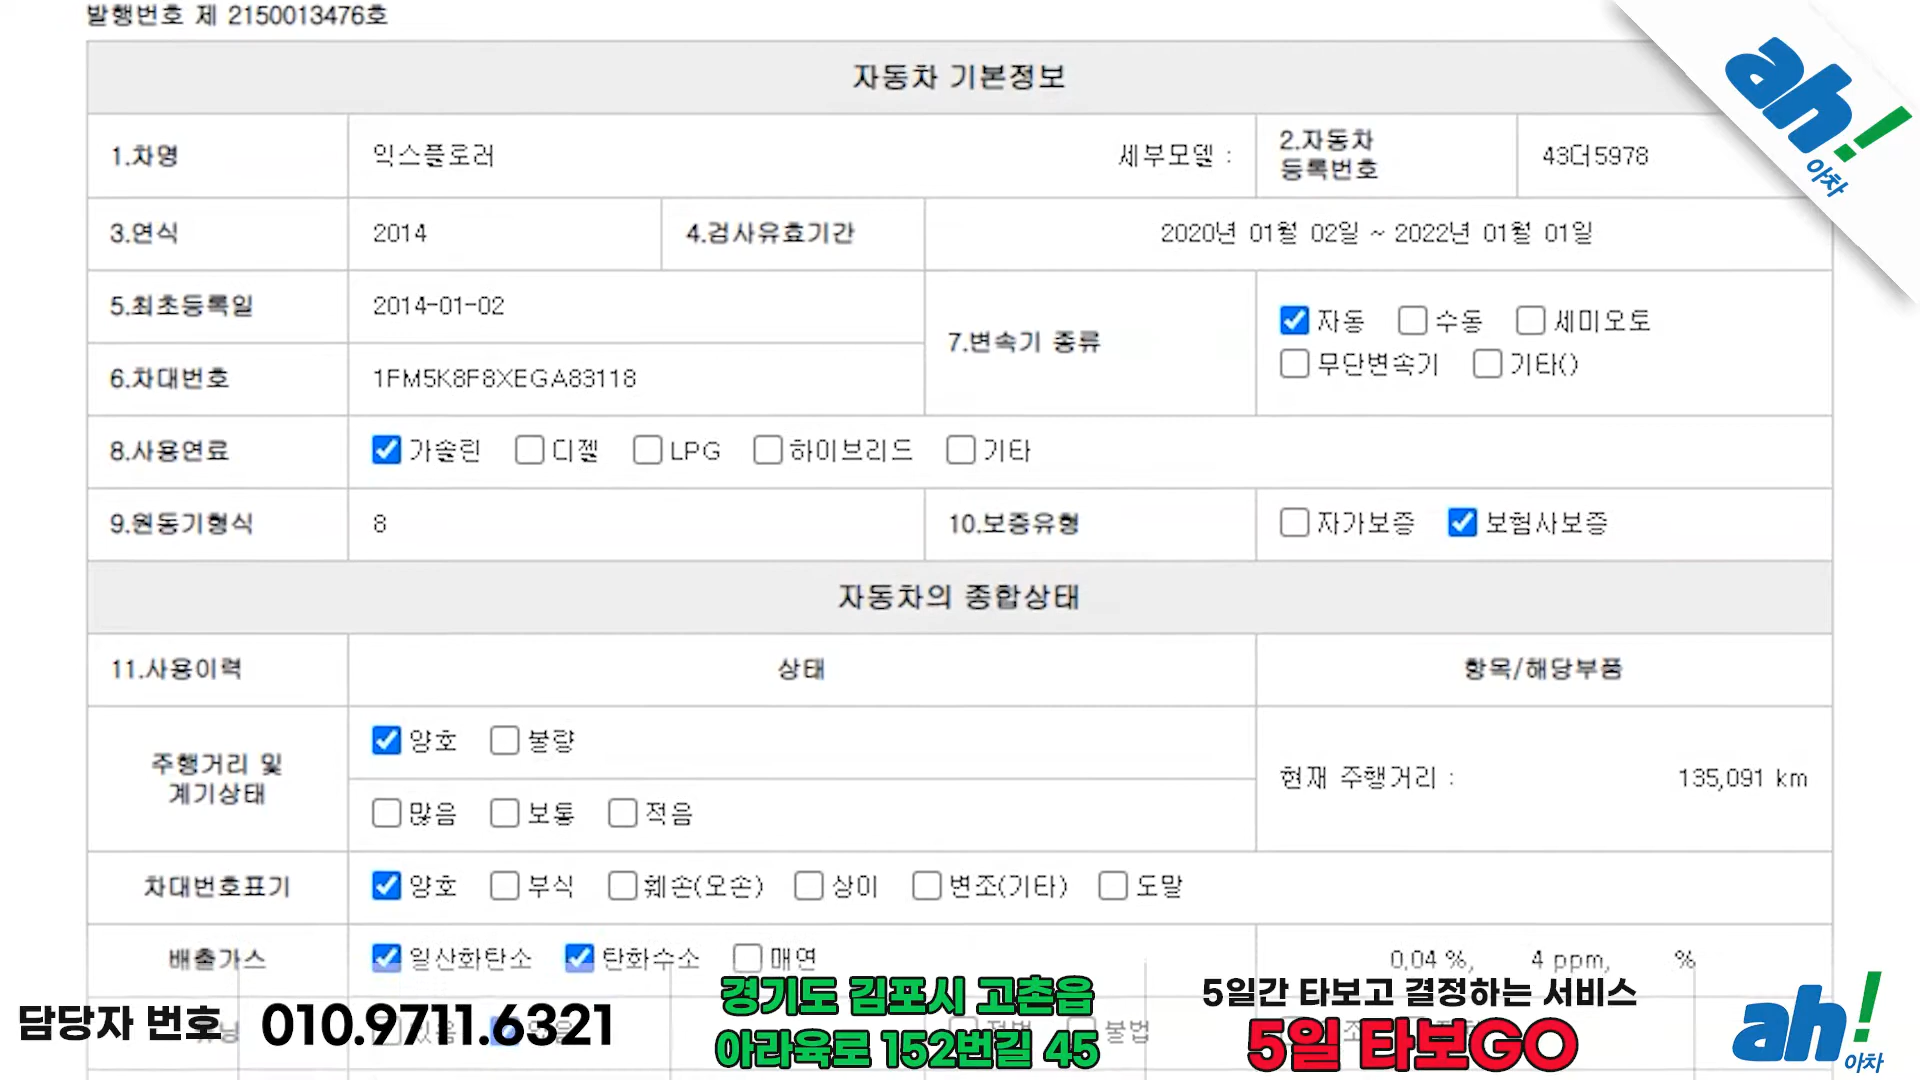 발행번호 제 2150013476호
자동차 기본정보
1.차명 익스플로러 세부모델 : 2.자동차 등록번호 43더5978
3.연식 2014 4.검사유효기간 2020년 01월 02일 ~ 2022년 01월 01일
5.최초등록일 2014-01-02
7.변속기 종류 자동 수동 세미오토
무단변속기 기타()
6.차대번호 1FM5K8F8XEGA83118
8.사용연료 가솔린 디젤 LPG 하이브리드 기타
9.원동기형식 8 10.보증유형 자가보증 보험사보증
자동차의 종합상태
11.사용이력 상태 항목/해당부품
주행거리 및 계기상태 양호 불량
많음 보통 적음
현재 주행거리 : 135,091 km
차대번호표기 양호 부식 훼손(오손) 상이 변조(기타) 도말
배출가스 일산화탄소 탄화수소 매연 0.04 %, 4 ppm, %
불법
담당자 번호 010.9711.6321
경기도 김포시 고촌읍
아라육로 152번길 45
5일간 타보고 결정하는 서비스
5일 타보GO
ah!
아차
ah!
아차